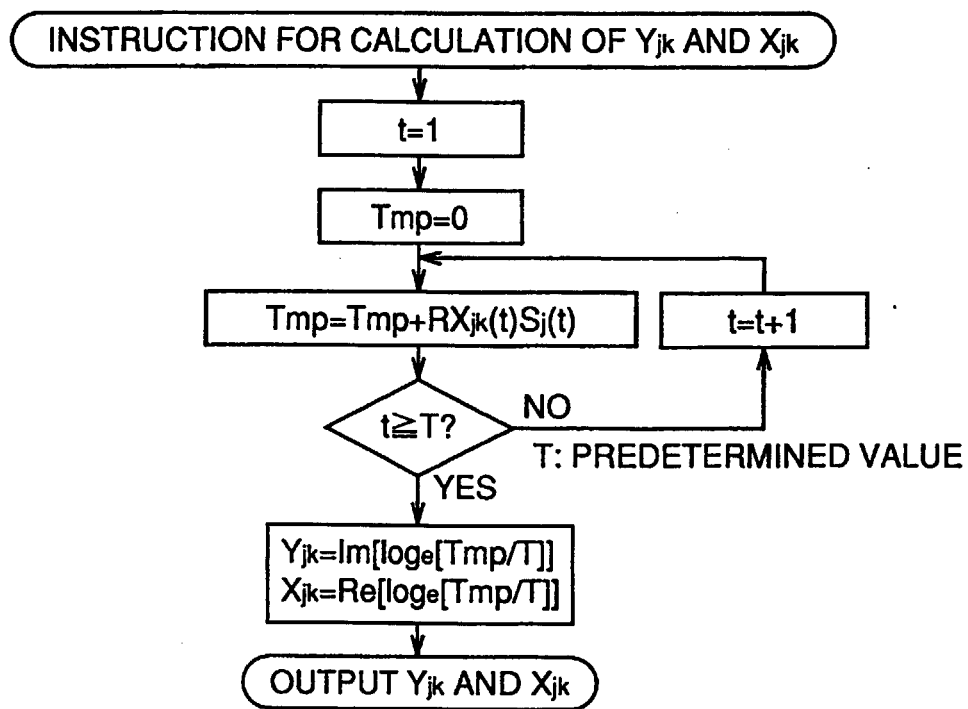 INSTRUCTION FOR CALCULATION OF Yjk AND Xjk
t=1
Tmp=0
Tmp=Tmp+RXjk(t)Sj(t)
t=t+1
t≧T?
NO
T: PREDETERMINED VALUE
YES
Yjk=Im[loge[Tmp/T]]
Xjk=Re[loge[Tmp/T]]
OUTPUT Yjk AND Xjk